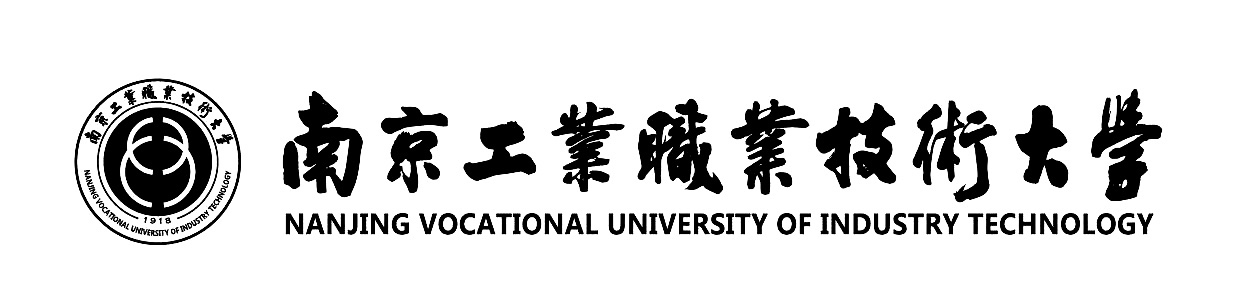 南京工業職業技術大學
1918
NANJING VOCATIONAL UNIVERSITY OF INDUSTRY TECHNOLOGY
南京工業職業技術大學
NANJING VOCATIONAL UNIVERSITY OF INDUSTRY TECHNOLOGY